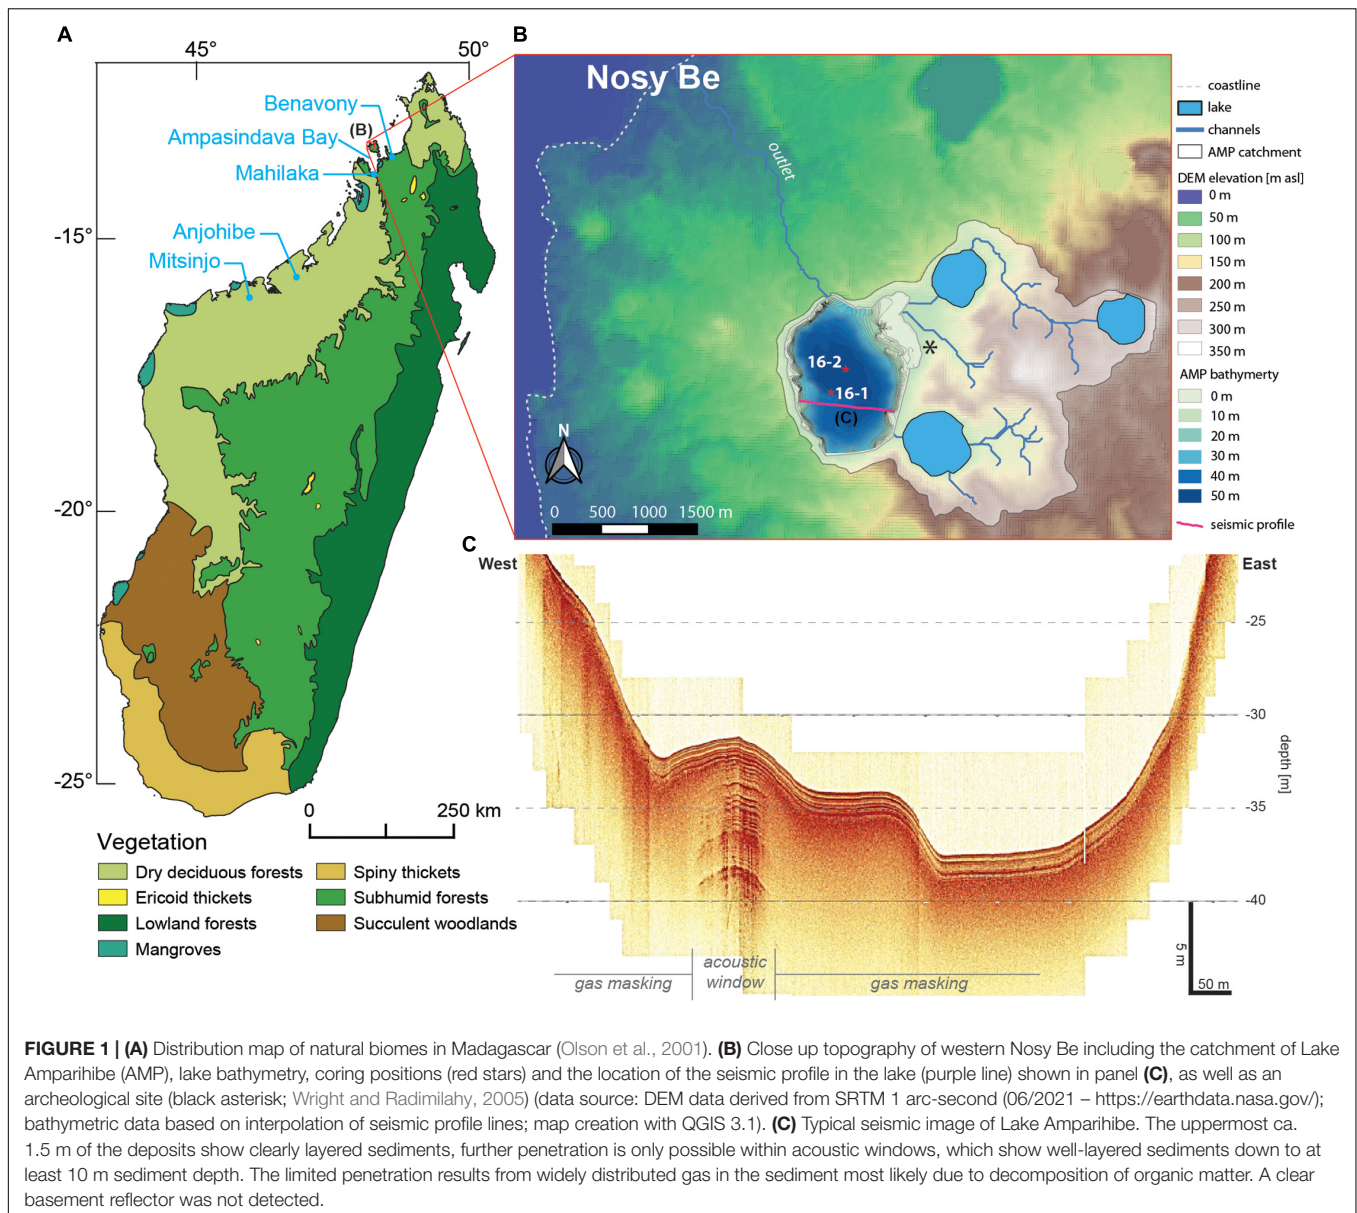 A
45°
50°
Benavony
(B)
Ampasindava Bay
Mahilaka
-15°
Anjohibe
Mitsinjo
-20°
-25°
0
250 km
Vegetation
Dry deciduous forests
Spiny thickets
Ericoid thickets
Subhumid forests
Lowland forests
Succulent woodlands
Mangroves
B
Nosy Be
outlet
*
16-2
16-1
(C)
N
0 500 1000 1500 m
coastline
lake
channels
AMP catchment
DEM elevation [m asl]
0 m
50 m
100 m
150 m
200 m
250 m
300 m
350 m
AMP bathymerty
0 m
10 m
20 m
30 m
40 m
50 m
seismic profile
C
West
East
-25
-30
depth [m]
-35
-40
5 m
50 m
gas masking
acoustic
window
gas masking
FIGURE 1 | (A) Distribution map of natural biomes in Madagascar (Olson et al., 2001). (B) Close up topography of western Nosy Be including the catchment of Lake
Amparihibe (AMP), lake bathymetry, coring positions (red stars) and the location of the seismic profile in the lake (purple line) shown in panel (C), as well as an
archeological site (black asterisk; Wright and Radimilahy, 2005) (data source: DEM data derived from SRTM 1 arc-second (06/2021 – https://earthdata.nasa.gov/);
bathymetric data based on interpolation of seismic profile lines; map creation with QGIS 3.1). (C) Typical seismic image of Lake Amparihibe. The uppermost ca.
1.5 m of the deposits show clearly layered sediments, further penetration is only possible within acoustic windows, which show well-layered sediments down to at
least 10 m sediment depth. The limited penetration results from widely distributed gas in the sediment most likely due to decomposition of organic matter. A clear
basement reflector was not detected.